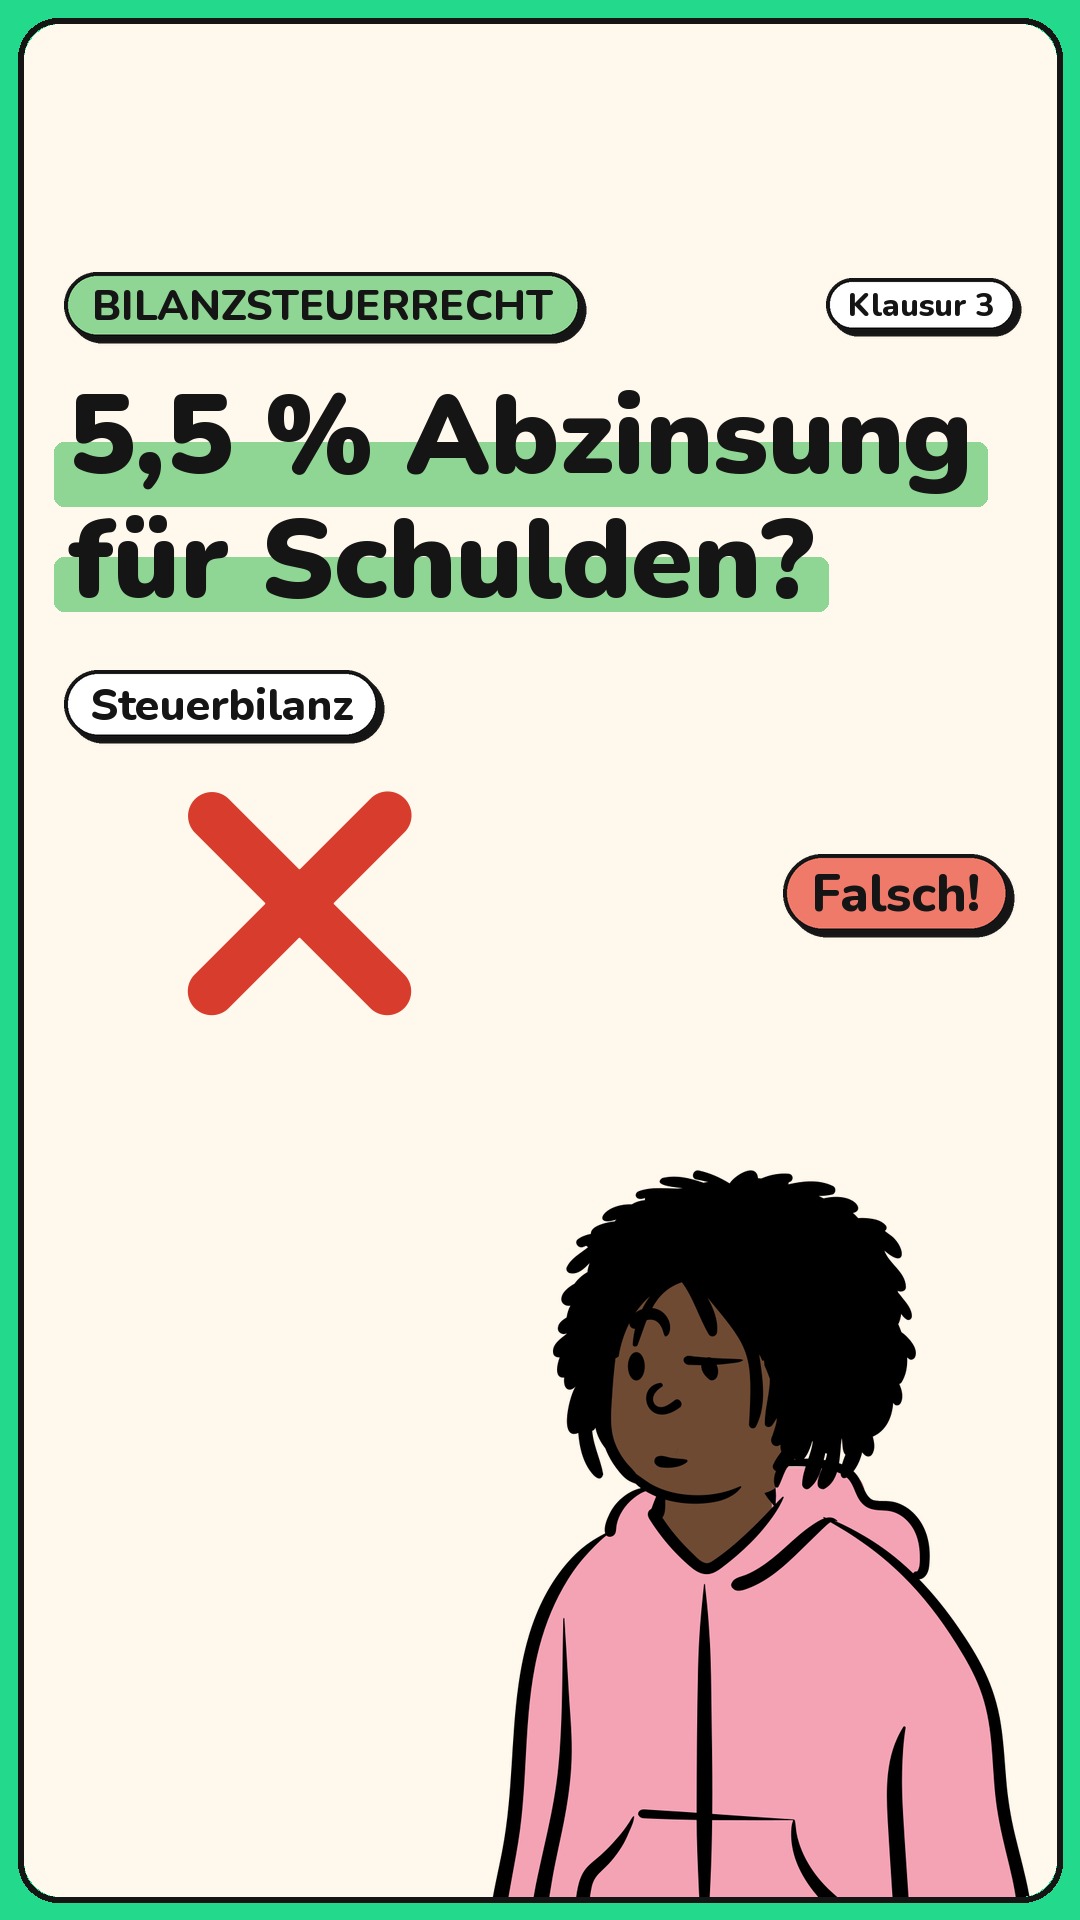 BILANZSTEUERRECHT
Klausur 3
5,5 % Abzinsung
für Schulden?
Steuerbilanz
Falsch!